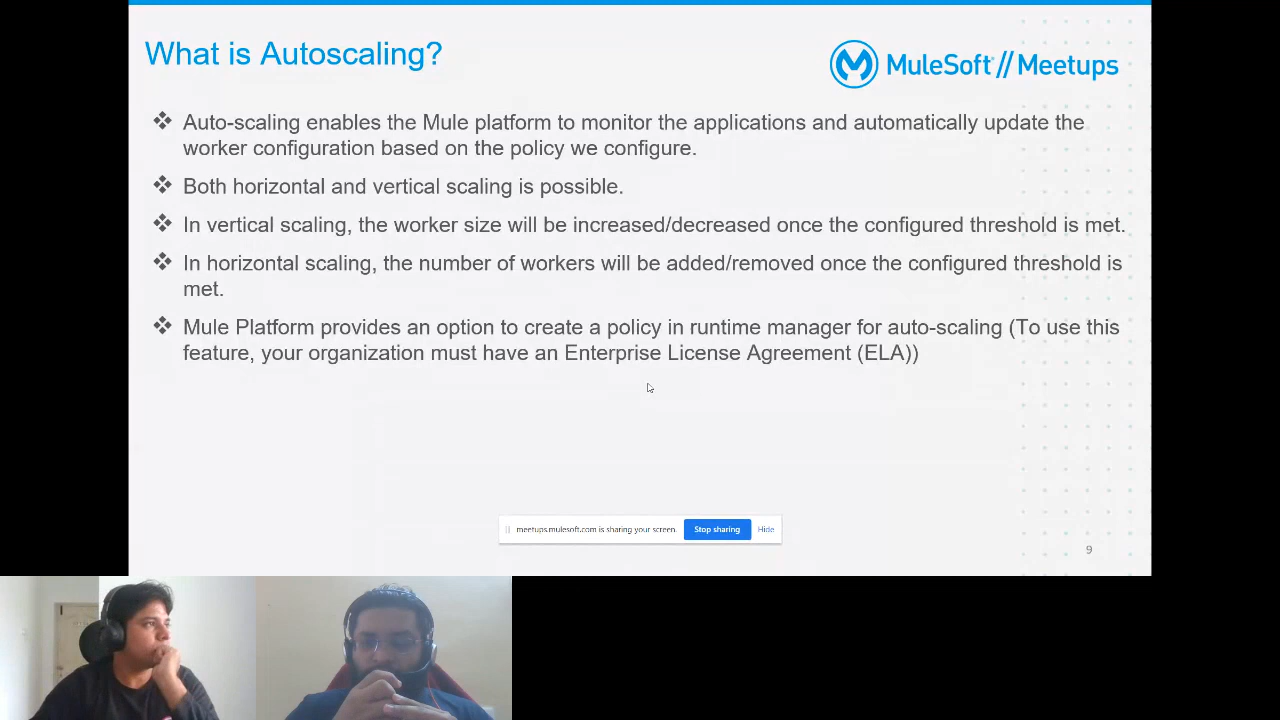 What is Autoscaling?
MuleSoft // Meetups
❖ Auto-scaling enables the Mule platform to monitor the applications and automatically update the
worker configuration based on the policy we configure.
❖ Both horizontal and vertical scaling is possible.
❖ In vertical scaling, the worker size will be increased/decreased once the configured threshold is met.
❖ In horizontal scaling, the number of workers will be added/removed once the configured threshold is
met.
❖ Mule Platform provides an option to create a policy in runtime manager for auto-scaling (To use this
feature, your organization must have an Enterprise License Agreement (ELA))
meetups.mulesoft.com is sharing your screen. Stop sharing Hide
9